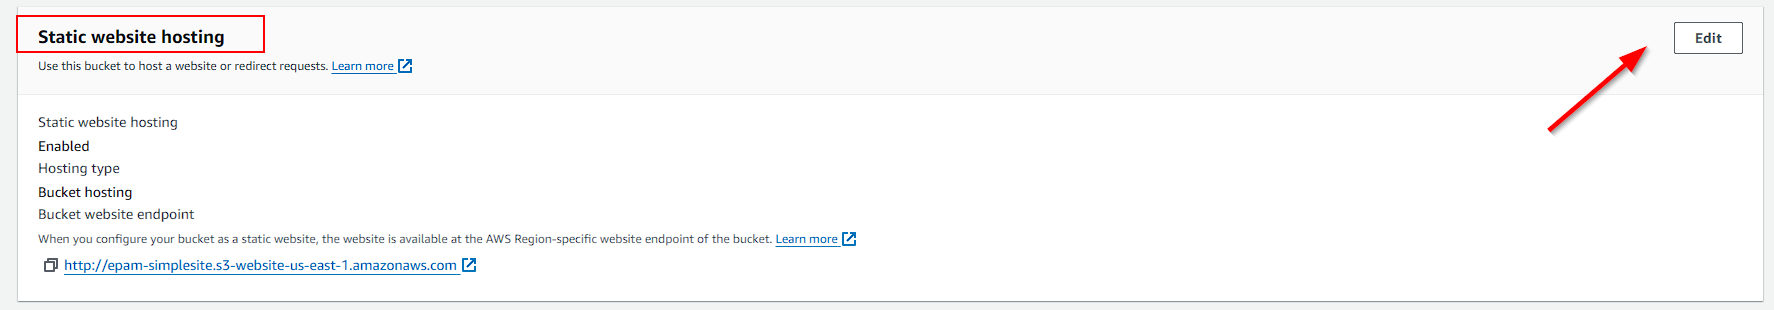 Static website hosting
Edit
Use this bucket to host a website or redirect requests. Learn more
Static website hosting
Enabled
Hosting type
Bucket hosting
Bucket website endpoint
When you configure your bucket as a static website, the website is available at the AWS Region-specific website endpoint of the bucket. Learn more
http://epam-simplesite.s3-website-us-east-1.amazonaws.com